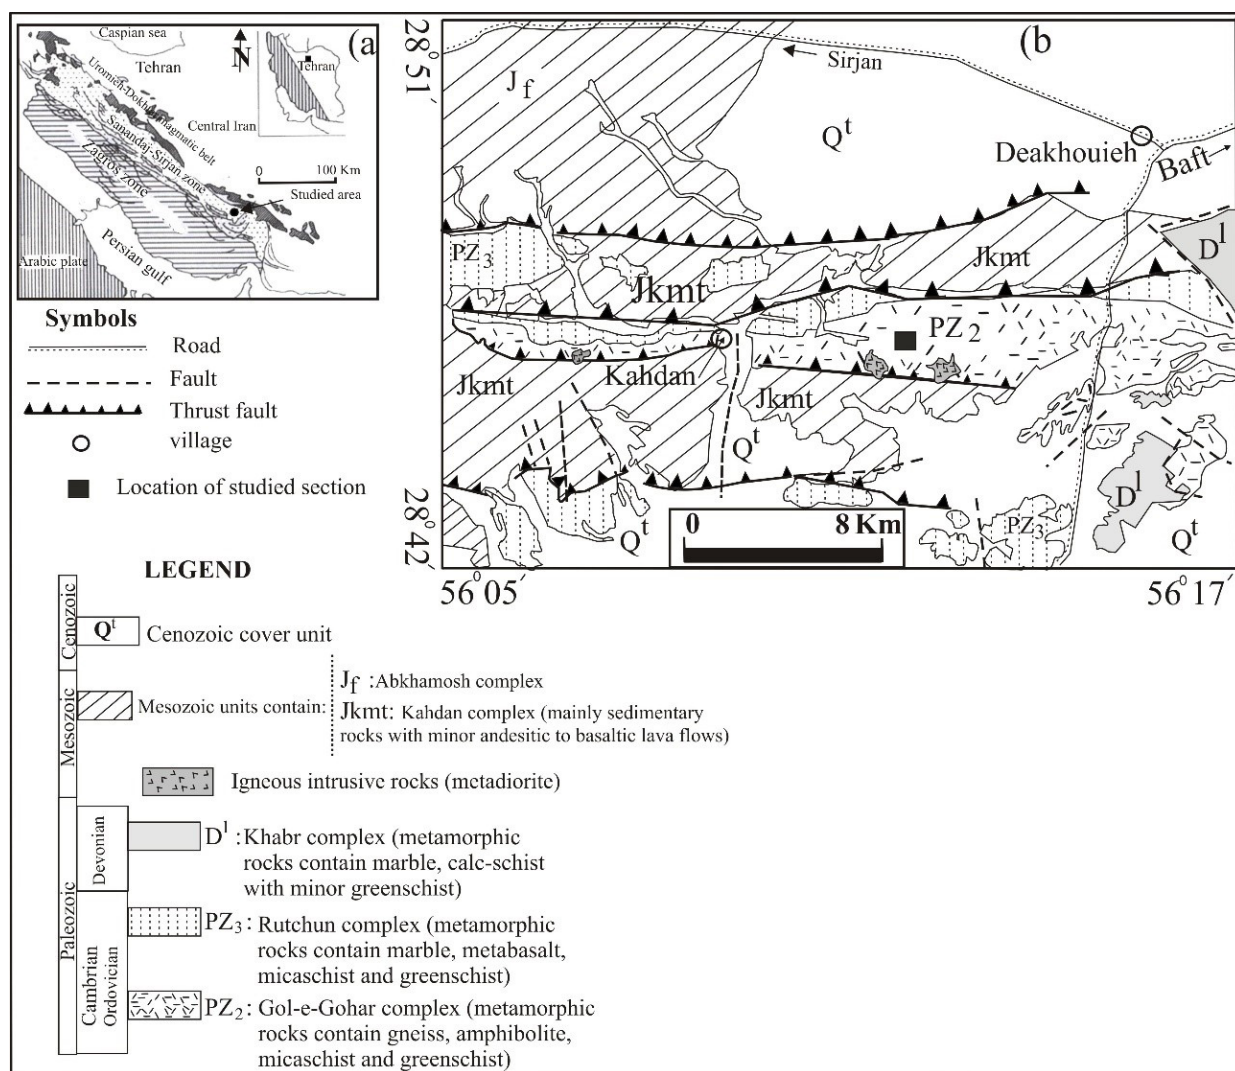 (a
Caspian sea
N
Tehran
Tehran
Uromieh-Dokhtar magmatic belt
Central Iran
Sanandaj-Sirjan zone
Zagros zone
0 100 Km
Studied area
Persian gulf
Arabic plate
Symbols
Road
Fault
Thrust fault
village
Location of studied section
(b)
28° 51'
28° 42'
56° 05'
56° 17'
Sirjan
Jf
Qt
Deakhouieh
Baft
PZ3
Jkmt
Jkmt
Dl
PZ2
Jkmt
Kahdan
Jkmt
Qt
Dl
PZ3
Qt
Qt
0 8 Km
LEGEND
Cenozoic
Qt
Cenozoic cover unit
Mesozoic
Mesozoic units contain:
Jf :Abkhamosh complex
Jkmt: Kahdan complex (mainly sedimentary
rocks with minor andesitic to basaltic lava flows)
Igneous intrusive rocks (metadiorite)
Paleozoic
Devonian
Dl :Khabr complex (metamorphic
rocks contain marble, calc-schist
with minor greenschist)
Cambrian
Ordovician
PZ3 : Rutchun complex (metamorphic
rocks contain marble, metabasalt,
micaschist and greenschist)
PZ2 : Gol-e-Gohar complex (metamorphic
rocks contain gneiss, amphibolite,
micaschist and greenschist)